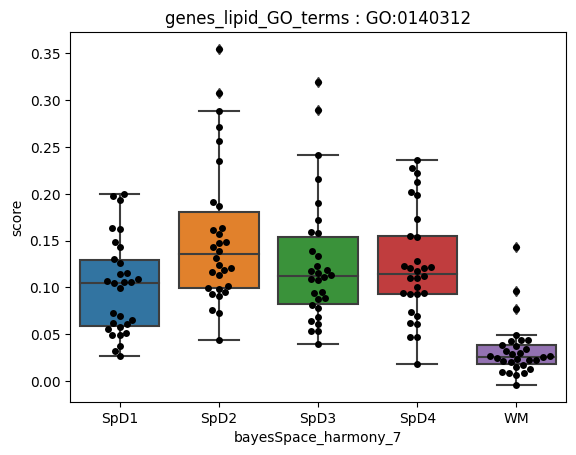 genes_lipid_GO_terms : GO:0140312
score
0.35
0.30
0.25
0.20
0.15
0.10
0.05
0.00
SpD1 SpD2 SpD3 SpD4 WM
bayesSpace_harmony_7